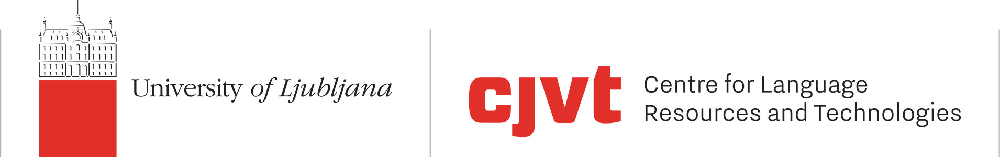 University of Ljubljana
cjvt
Centre for Language
Resources and Technologies